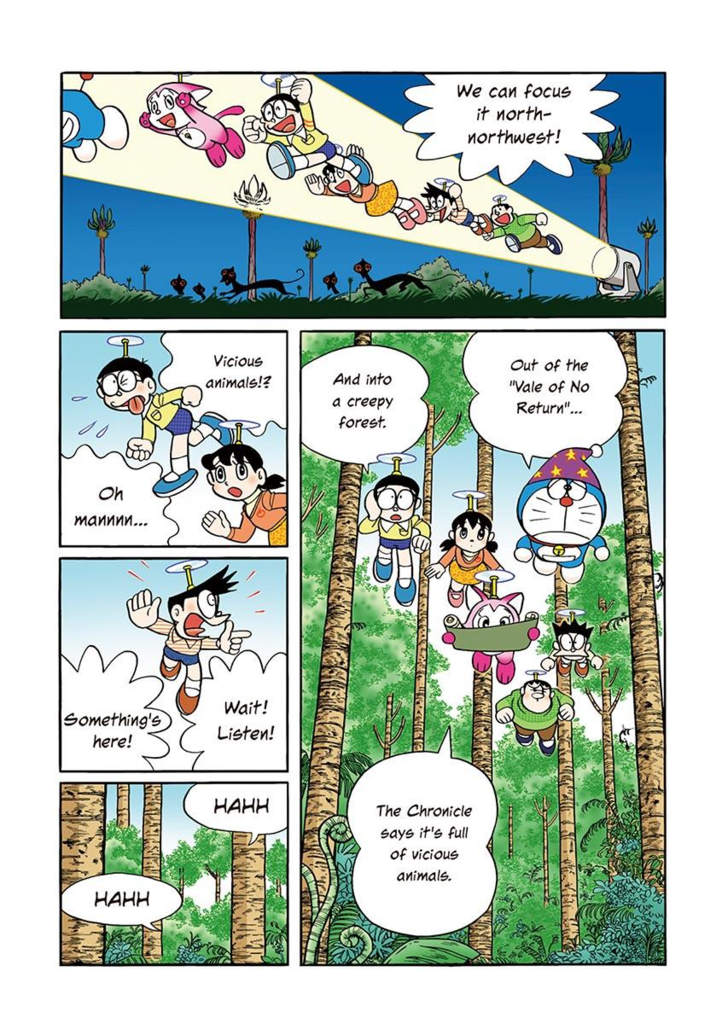 We can focus
it north-
northwest!
Out of the
"Vale of No
Return"...
And into
a creepy
forest.
The Chronicle
says it's full
of vicious
animals.
Vicious
animals!?
Oh
mannnn...
Wait!
Listen!
Something's
here!
HAHH
HAHH